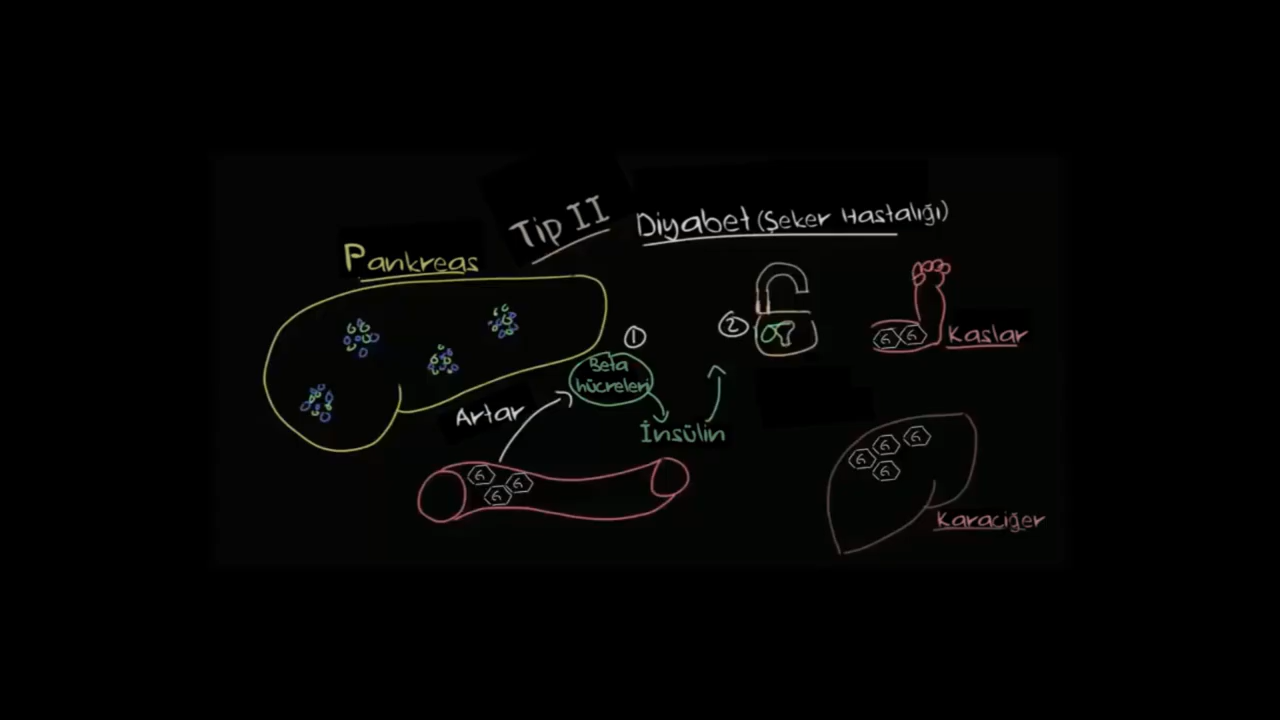 Tip II
Diyabet (Şeker Hastalığı)
Pankreas
1
2
Kaslar
Beta
hücreleri
Artar
İnsülin
G G
G G G
G G G G
Karaciğer